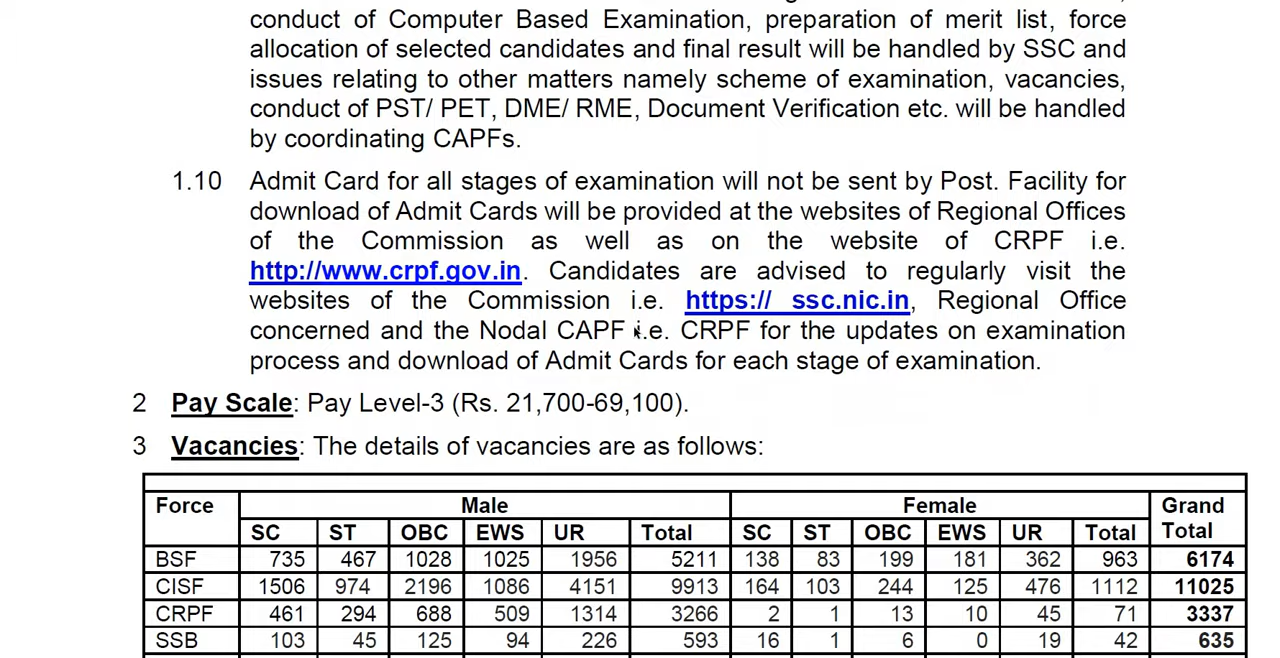 conduct of Computer Based Examination, preparation of merit list, force
allocation of selected candidates and final result will be handled by SSC and
issues relating to other matters namely scheme of examination, vacancies,
conduct of PST/ PET, DME/ RME, Document Verification etc. will be handled
by coordinating CAPFs.
1.10 Admit Card for all stages of examination will not be sent by Post. Facility for
download of Admit Cards will be provided at the websites of Regional Offices
of the Commission as well as on the website of CRPF i.e.
http://www.crpf.gov.in. Candidates are advised to regularly visit the
websites of the Commission i.e. https:// ssc.nic.in, Regional Office
concerned and the Nodal CAPF i.e. CRPF for the updates on examination
process and download of Admit Cards for each stage of examination.
2 Pay Scale: Pay Level-3 (Rs. 21,700-69,100).
3 Vacancies: The details of vacancies are as follows:
Force Male Female Grand Total
SC ST OBC EWS UR Total SC ST OBC EWS UR Total
BSF 735 467 1028 1025 1956 5211 138 83 199 181 362 963 6174
CISF 1506 974 2196 1086 4151 9913 164 103 244 125 476 1112 11025
CRPF 461 294 688 509 1314 3266 2 1 13 10 45 71 3337
SSB 103 45 125 94 226 593 16 1 6 0 19 42 635